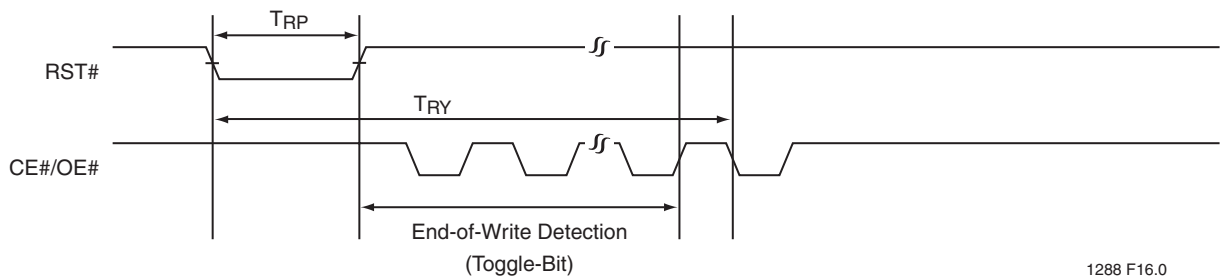 TRP
RST#
TRY
CE#/OE#
End-of-Write Detection
(Toggle-Bit)
1288 F16.0